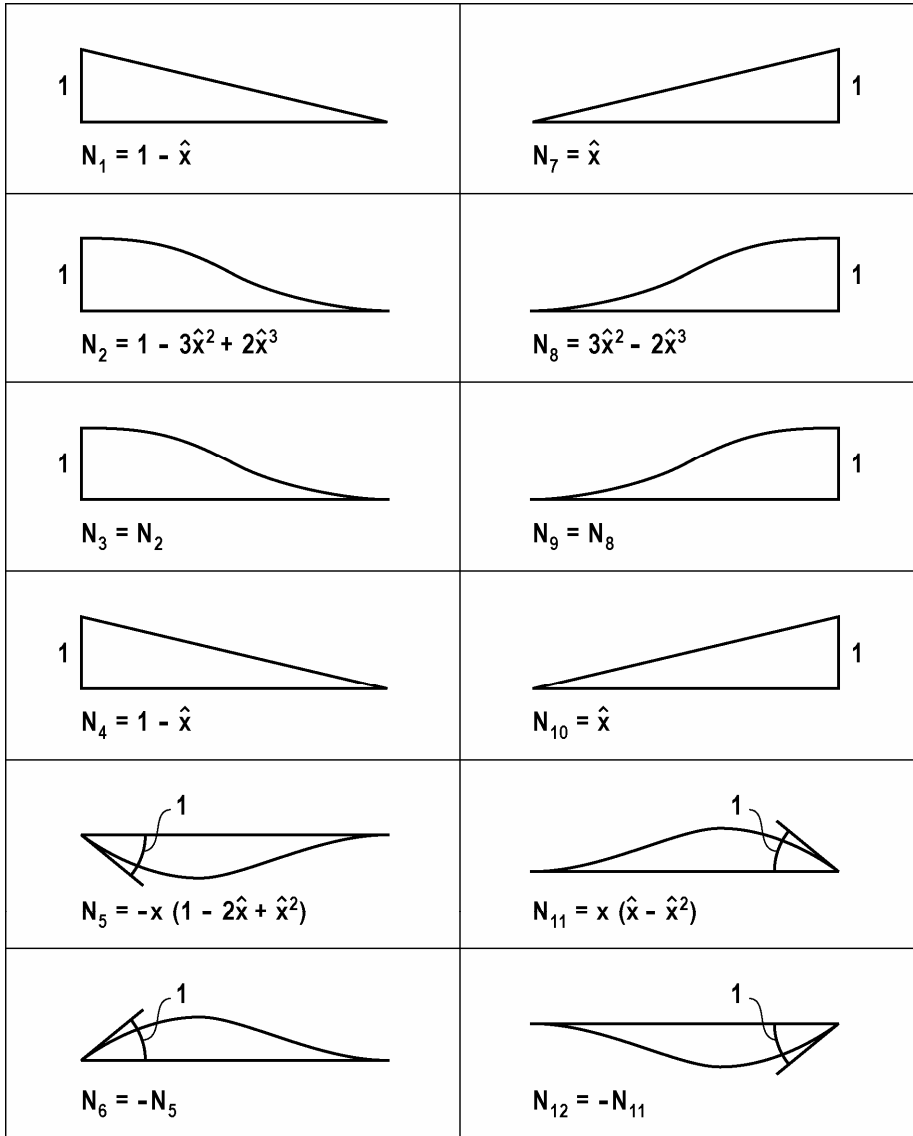 1
N₁ = 1 - x̂
1
N₇ = x̂
1
N₂ = 1 - 3x̂² + 2x̂³
1
N₈ = 3x̂² - 2x̂³
1
N₃ = N₂
1
N₉ = N₈
1
N₄ = 1 - x̂
1
N₁₀ = x̂
1
N₅ = -x (1 - 2x̂ + x̂²)
1
N₁₁ = x (x̂ - x̂²)
1
N₆ = -N₅
1
N₁₂ = -N₁₁